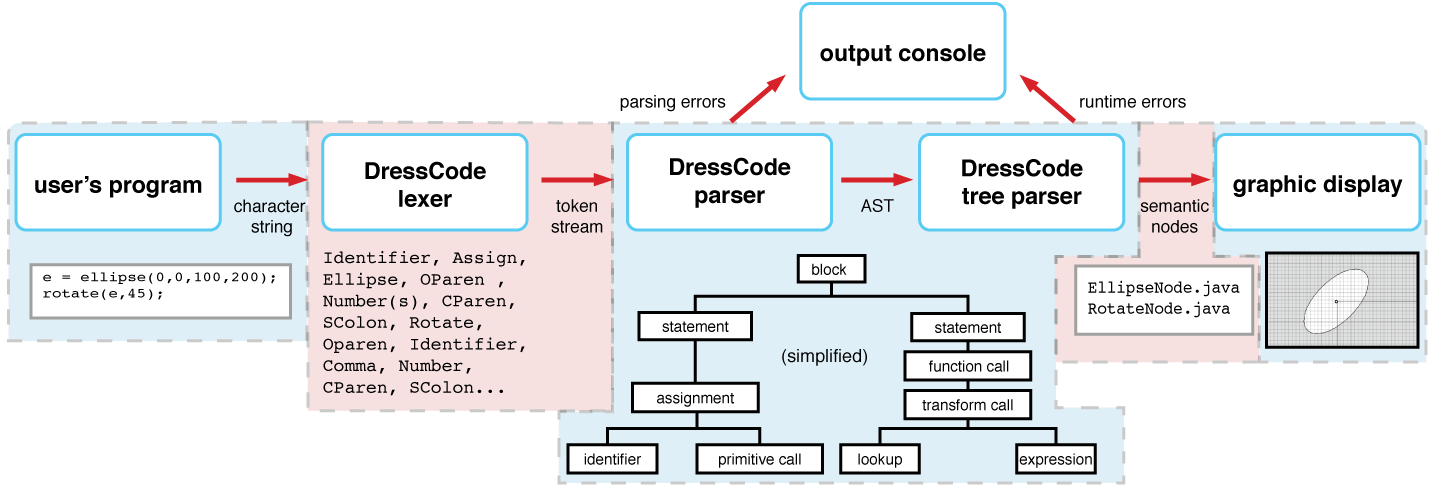 output console
parsing errors
runtime errors
user's program
character
string
DressCode
lexer
token
stream
DressCode
parser
AST
DressCode
tree parser
semantic
nodes
graphic display
e = ellipse(0,0,100,200);
rotate(e,45);
Identifier, Assign,
Ellipse, OParen ,
Number(s), CParen,
SColon, Rotate,
Oparen, Identifier,
Comma, Number,
CParen, SColon...
block
statement
statement
(simplified)
function call
assignment
transform call
identifier
primitive call
lookup
expression
EllipseNode.java
RotateNode.java